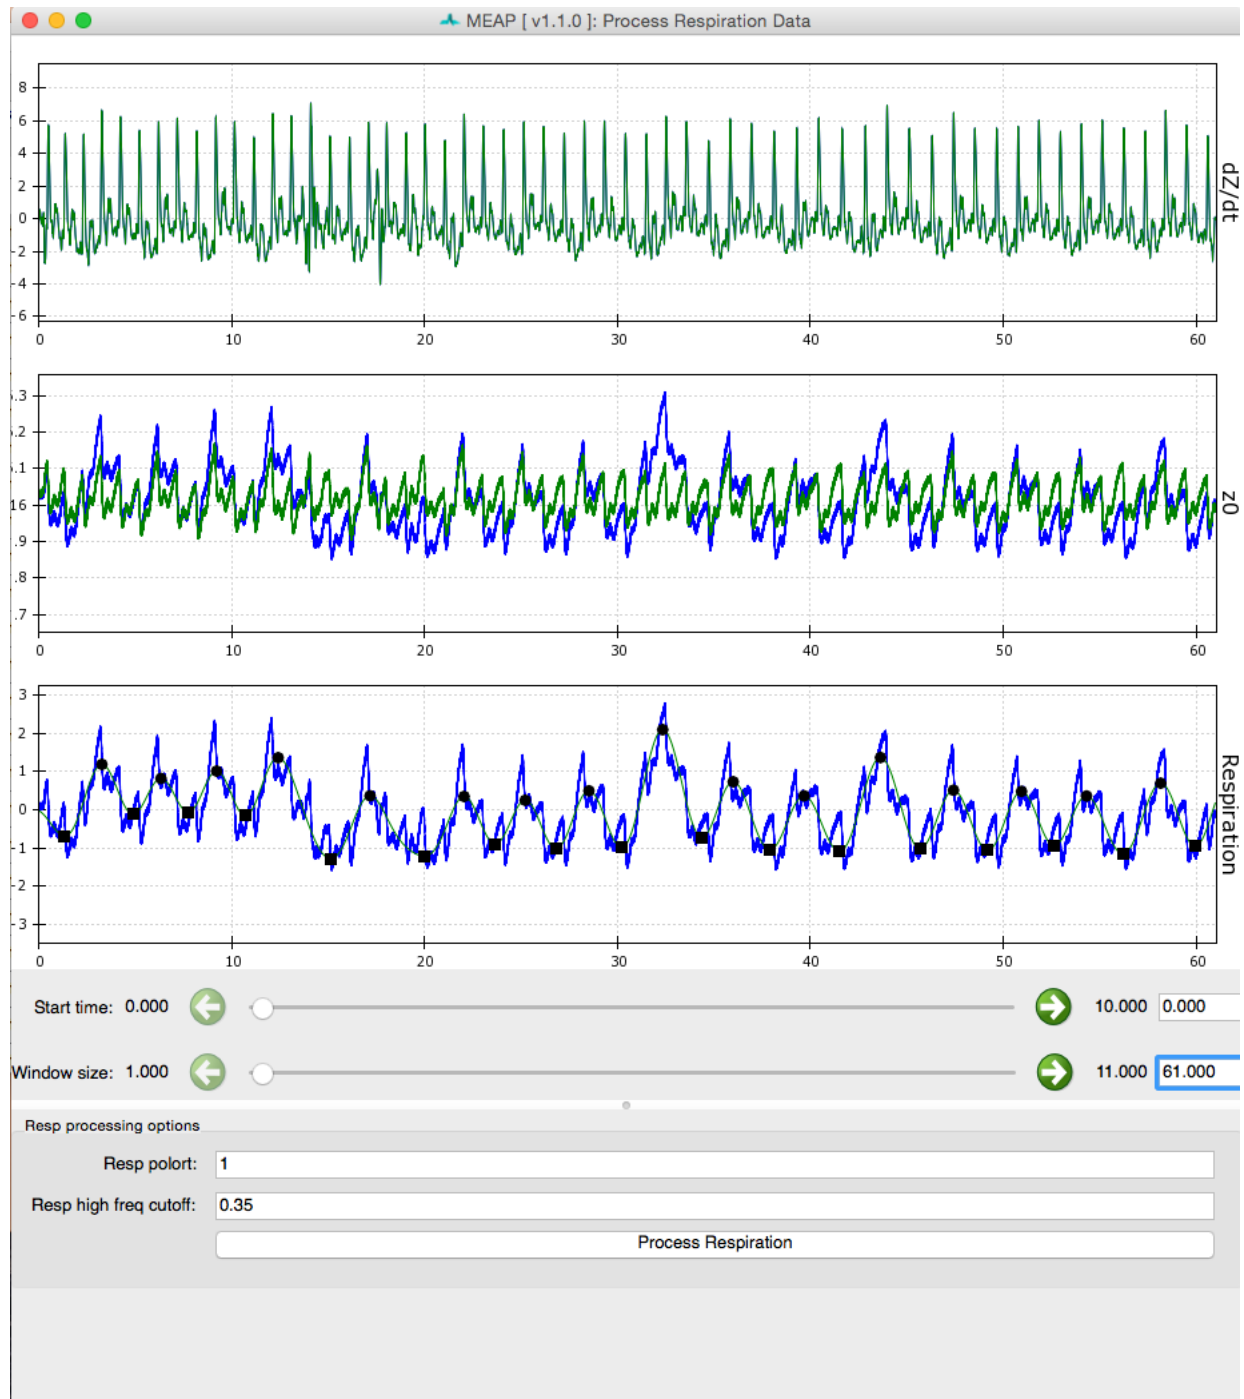 MEAP [ v1.1.0 ]: Process Respiration Data
8
6
4
2
0
-2
-4
-6
dZ/dt
0 10 20 30 40 50 60
.3
.2
.1
16
.9
.8
.7
z0
0 10 20 30 40 50 60
3
2
1
0
-1
-2
-3
Respiration
0 10 20 30 40 50 60
Start time: 0.000 10.000 0.000
Window size: 1.000 11.000 61.000
Resp processing options
Resp polort: 1
Resp high freq cutoff: 0.35
Process Respiration